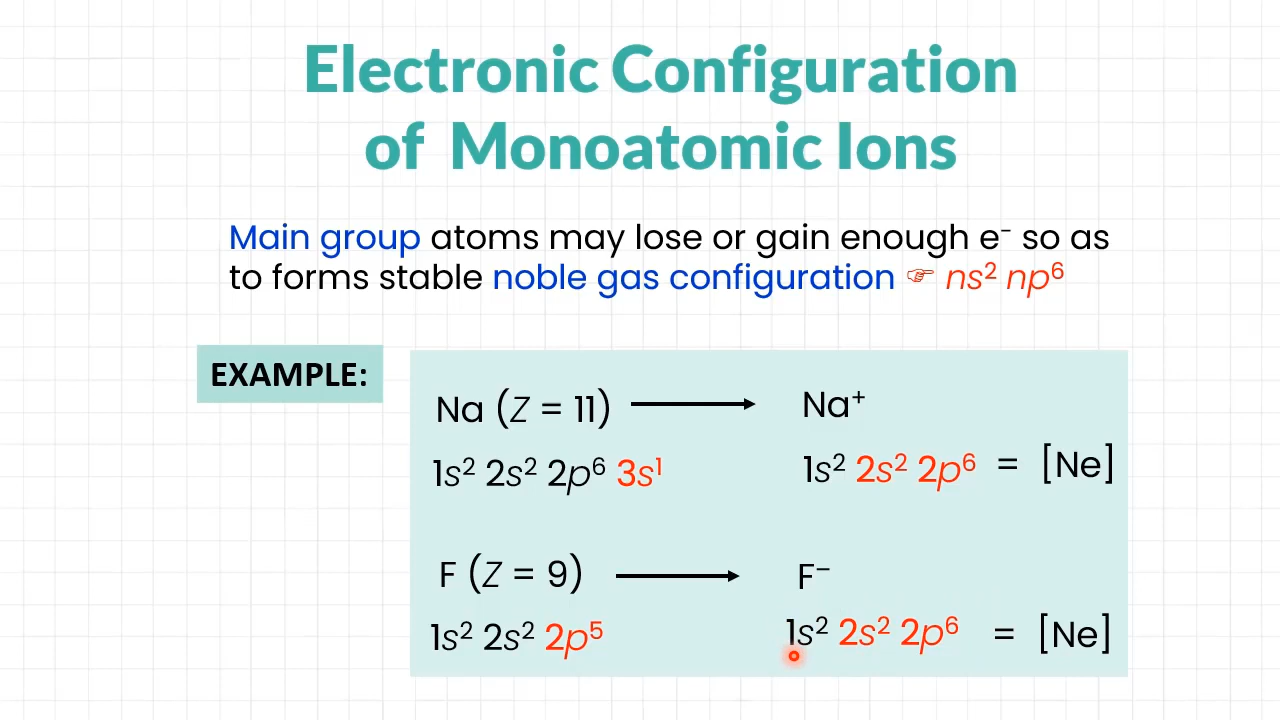 Electronic Configuration
of Monoatomic Ions
Main group atoms may lose or gain enough e⁻ so as
to forms stable noble gas configuration ☞ ns² np⁶
EXAMPLE:
Na (Z = 11) ⟶ Na⁺
1s² 2s² 2p⁶ 3s¹ 1s² 2s² 2p⁶ = [Ne]
F (Z = 9) ⟶ F⁻
1s² 2s² 2p⁵ 1s² 2s² 2p⁶ = [Ne]